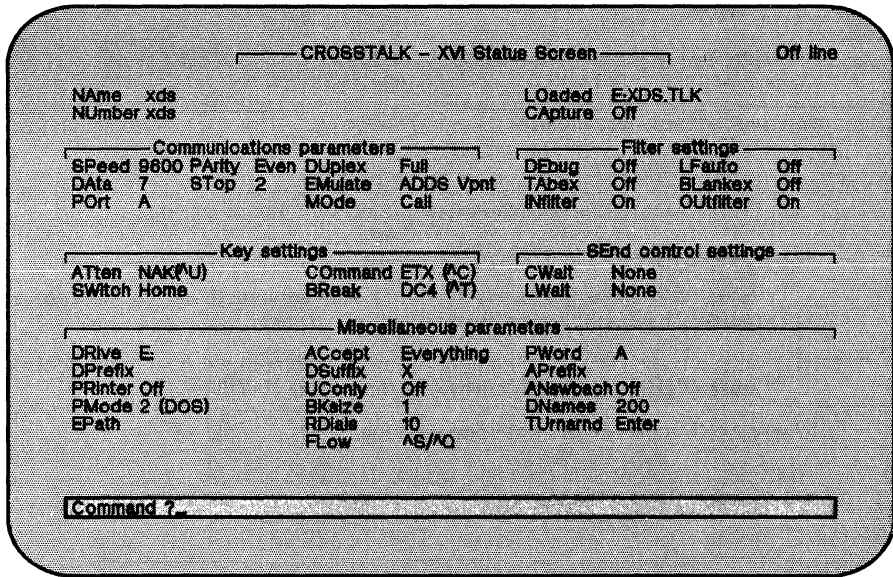 CROSSTALK - XVI Status Screen Off line
NAme xds LOaded E:XDS.TLK
NUmber xds CApture Off
Communications parameters Filter settings
SPeed 9600 PArity Even DUplex Full DEbug Off LFauto Off
DAta 7 STop 2 EMulate ADDS Vpnt TAbex Off BLankex Off
POrt A MOde Call INfilter On OUtfilter On
Key settings SEnd control settings
ATten NAK(^U) COmmand ETX (^C) CWait None
SWitch Home BReak DC4 (^T) LWait None
Miscellaneous parameters
DRive E: ACcept Everything PWord A
DPrefix DSuffix X APrefix
PRinter Off UConly Off ANswbach Off
PMode 2 (DOS) BKsize 1 DNames 200
EPath RDials 10 TUrnarnd Enter
FLow ^S/^Q
Command ?_